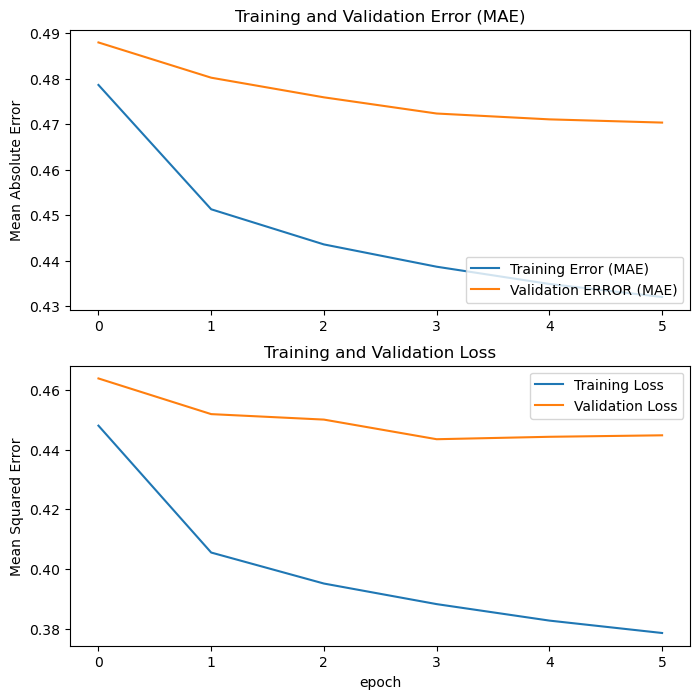 Training and Validation Error (MAE)
0.49
0.48
0.47
0.46
0.45
0.44
0.43
Mean Absolute Error
Training Error (MAE)
Validation ERROR (MAE)
0 1 2 3 4 5
Training and Validation Loss
0.46
0.44
0.42
0.40
0.38
Mean Squared Error
Training Loss
Validation Loss
0 1 2 3 4 5
epoch